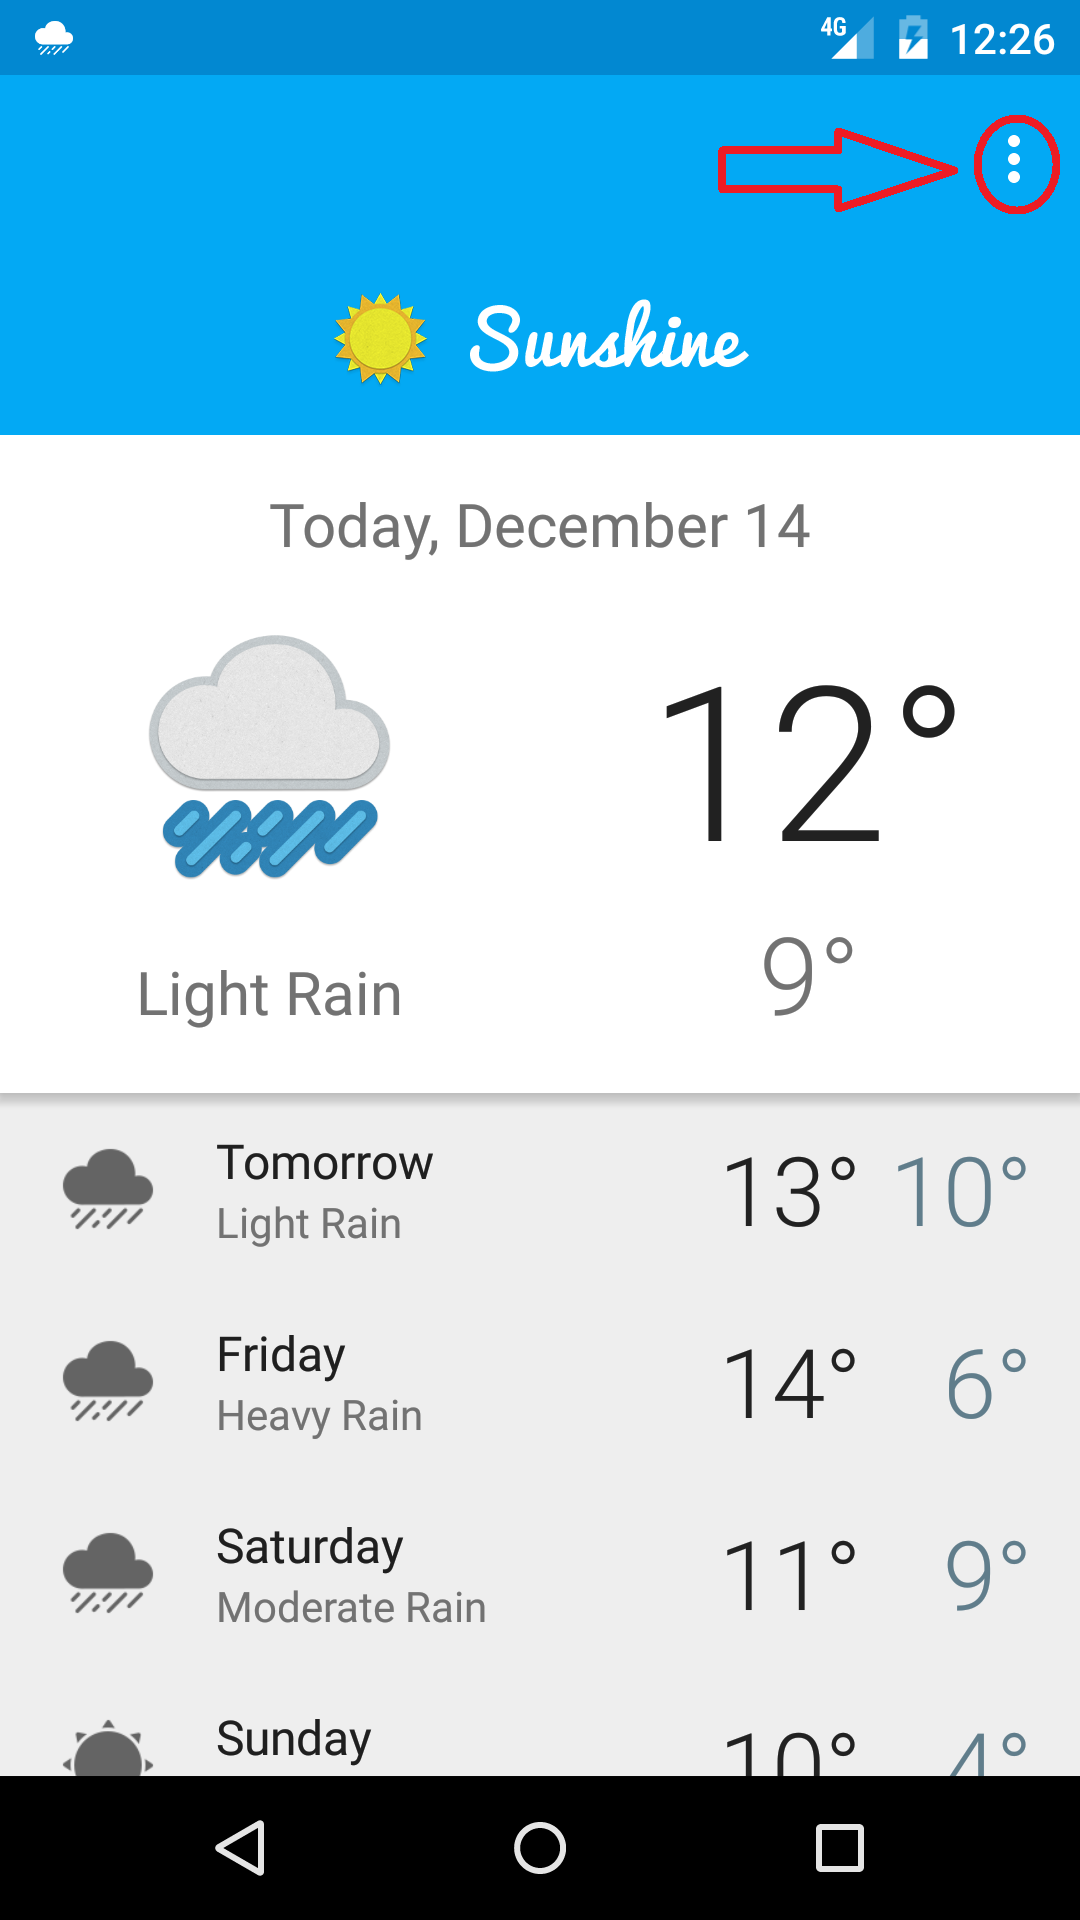 4G 12:26
Sunshine
Today, December 14
12°
9°
Light Rain
Tomorrow
Light Rain
13° 10°
Friday
Heavy Rain
14° 6°
Saturday
Moderate Rain
11° 9°
Sunday
10° 4°